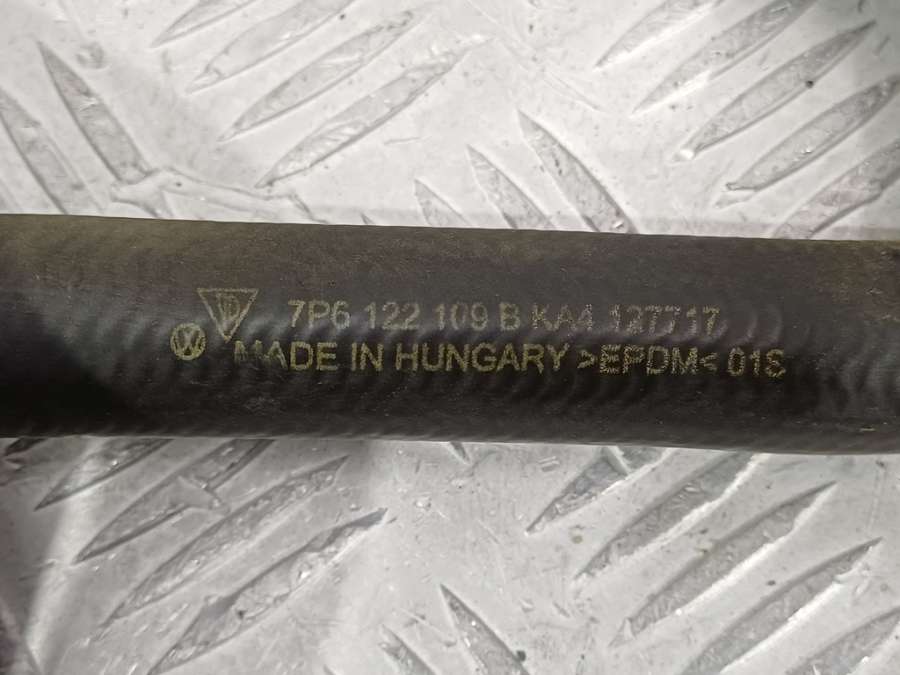 7P6 122 109 B KA4 127717
MADE IN HUNGARY >EPDM< 01S